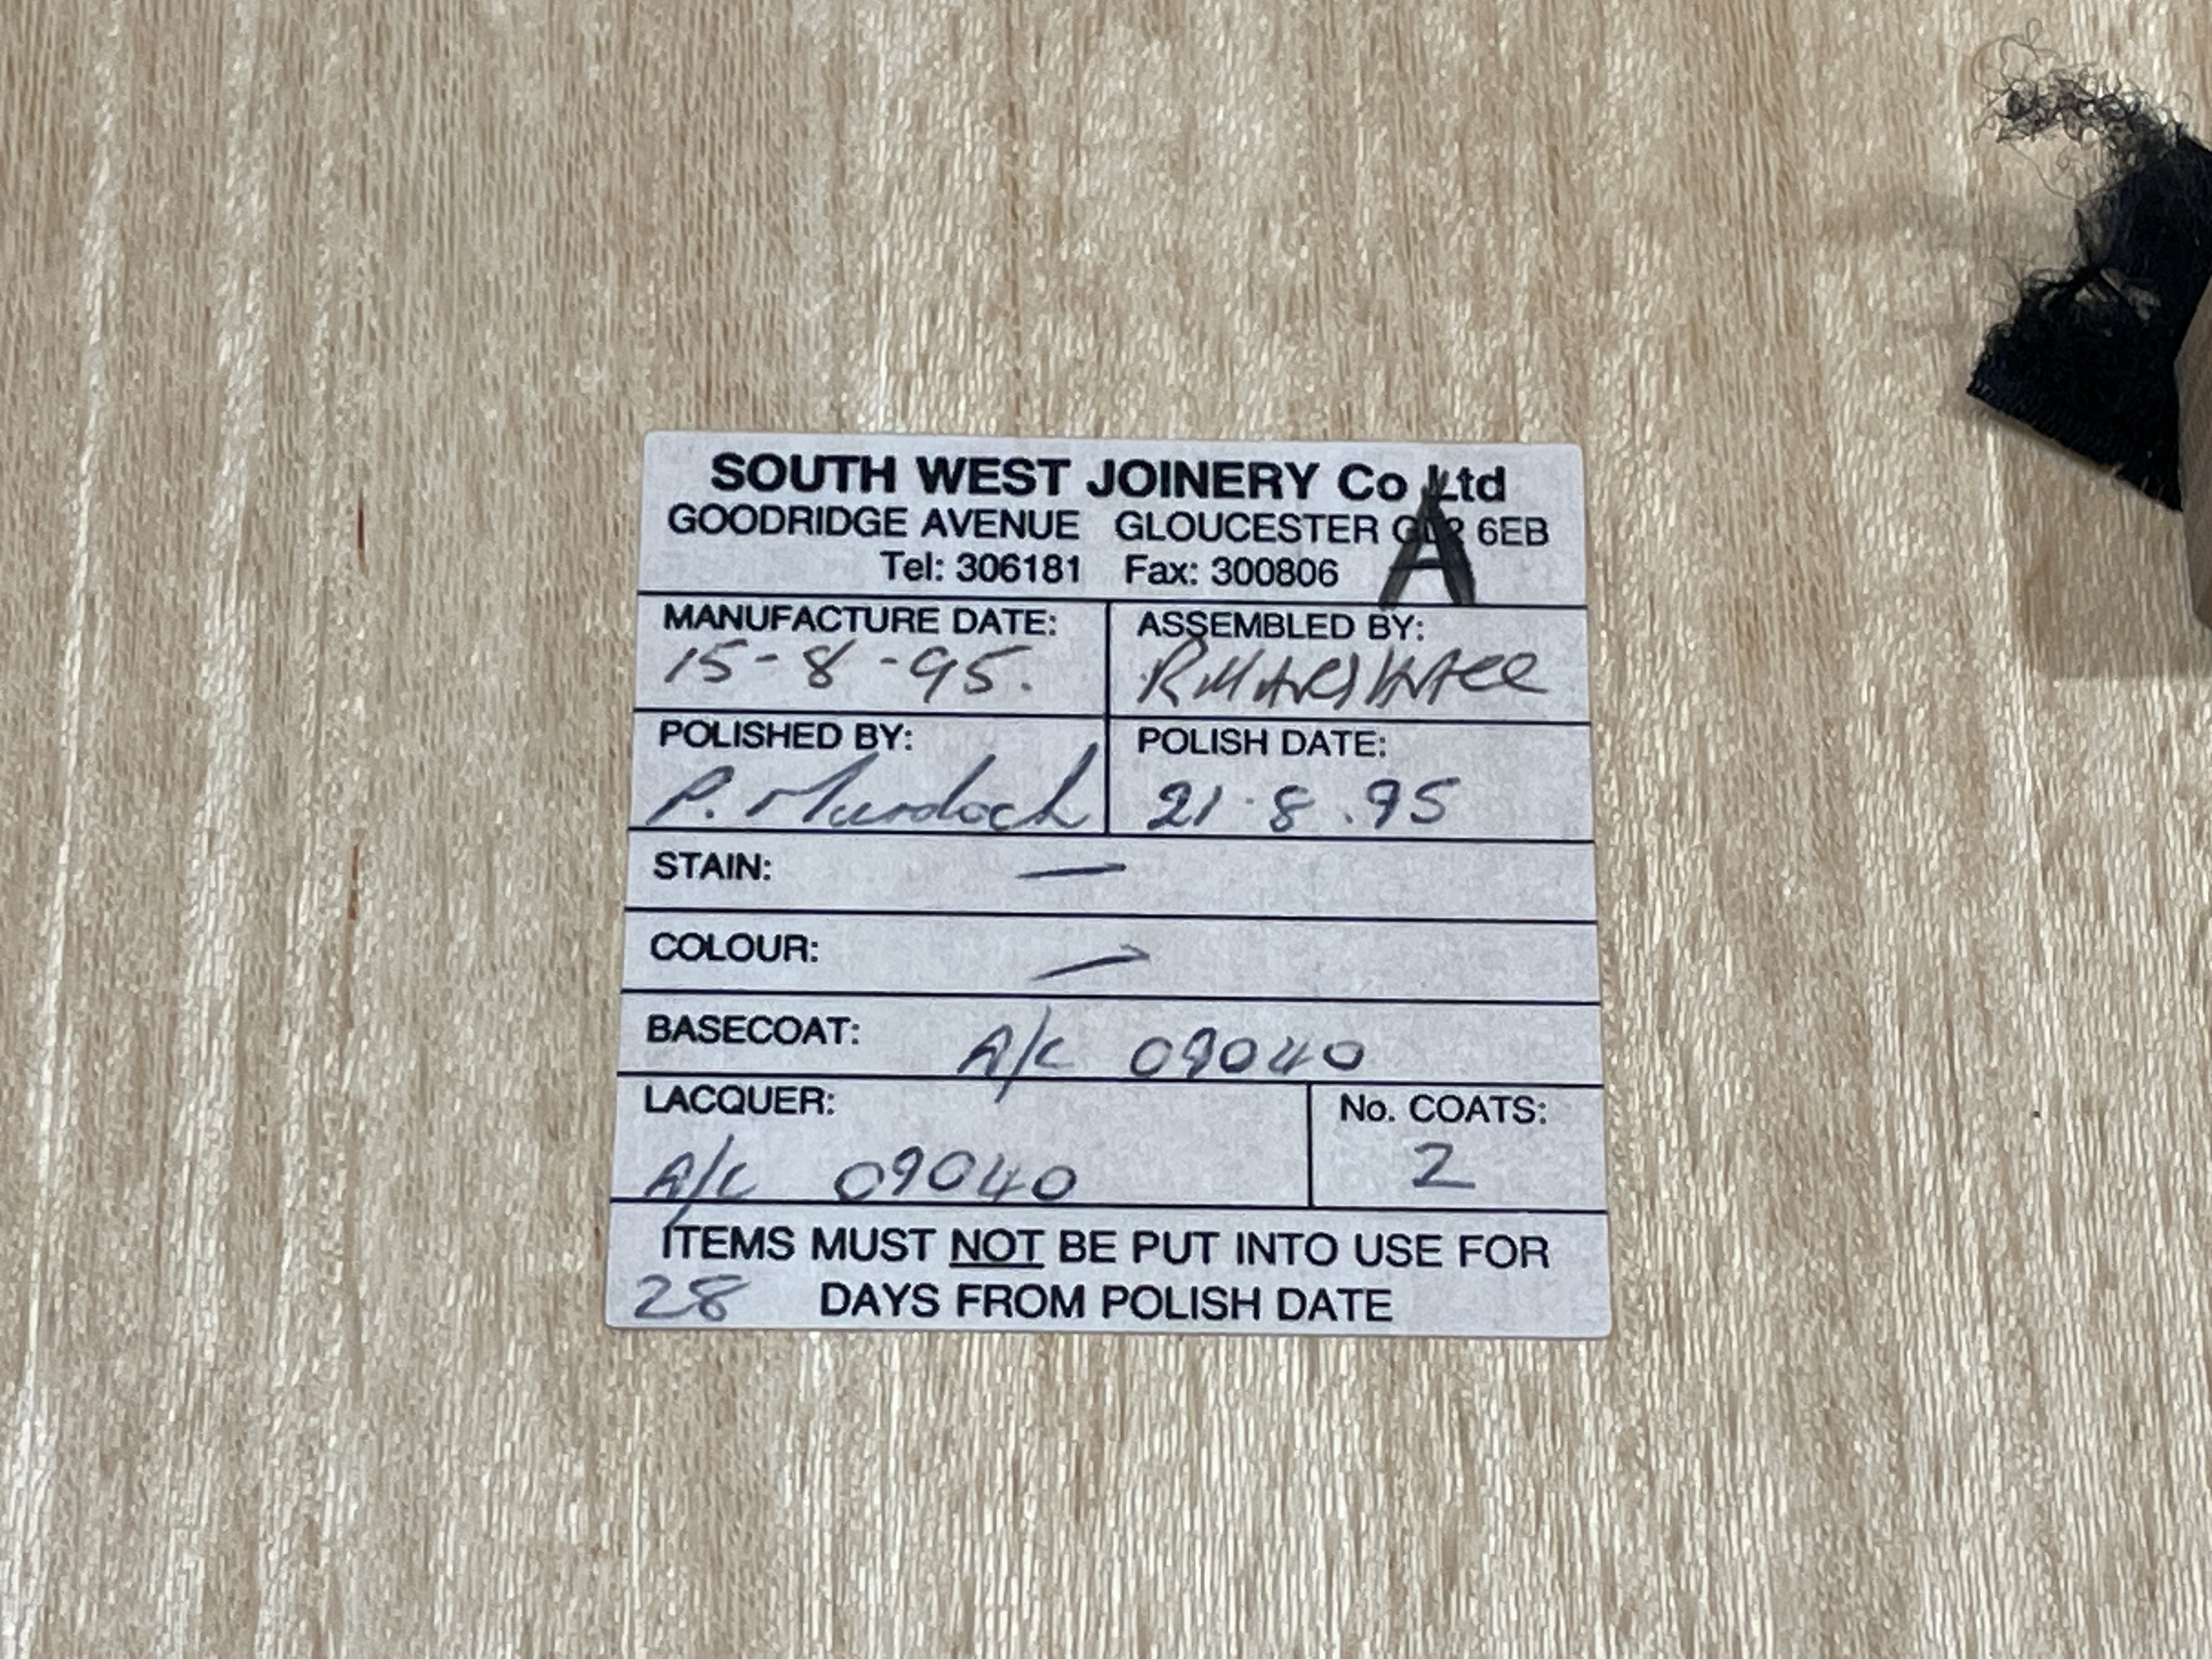 SOUTH WEST JOINERY Co Ltd
GOODRIDGE AVENUE GLOUCESTER GL2 6EB
Tel: 306181 Fax: 300806
A
MANUFACTURE DATE: ASSEMBLED BY:
15-8-95.
POLISHED BY: POLISH DATE:
P. Murdoch 21.8.95
STAIN: —
COLOUR: —
BASECOAT: A/C 09040
LACQUER: No. COATS:
A/C 09040 2
ITEMS MUST NOT BE PUT INTO USE FOR
28 DAYS FROM POLISH DATE